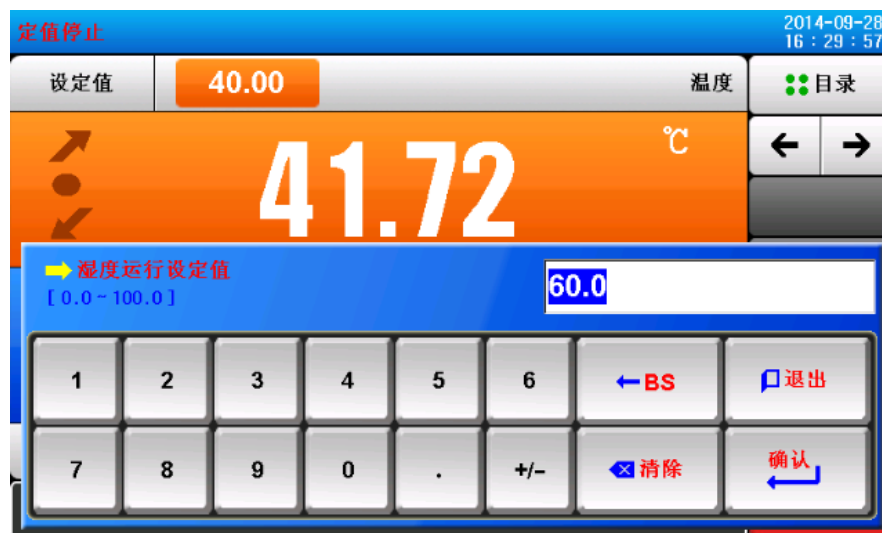 定值停止
2014-09-28
16 : 29 : 57
设定值 40.00 温度 目录
℃
41.72
湿度运行设定值
[ 0.0 ~ 100.0 ]
60.0
1 2 3 4 5 6 BS 退出
7 8 9 0 . +/- 清除 确认